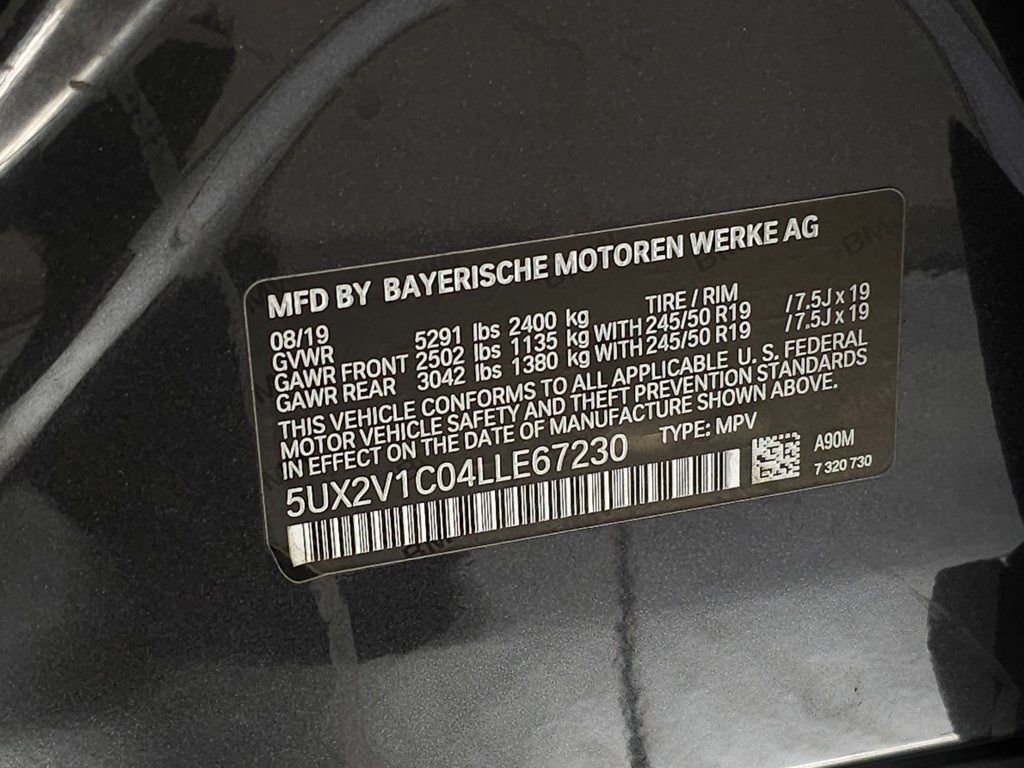 MFD BY BAYERISCHE MOTOREN WERKE AG
08/19 TIRE / RIM
GVWR 5291 lbs 2400 kg
GAWR FRONT 2502 lbs 1135 kg WITH 245/50 R19 / 7.5J x 19
GAWR REAR 3042 lbs 1380 kg WITH 245/50 R19 / 7.5J x 19
THIS VEHICLE CONFORMS TO ALL APPLICABLE U. S. FEDERAL
MOTOR VEHICLE SAFETY AND THEFT PREVENTION STANDARDS
IN EFFECT ON THE DATE OF MANUFACTURE SHOWN ABOVE.
5UX2V1C04LLE67230 TYPE: MPV
A90M
7 320 730